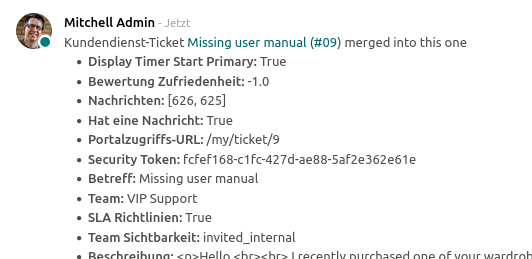 Mitchell Admin - Jetzt
Kundendienst-Ticket Missing user manual (#09) merged into this one
• Display Timer Start Primary: True
• Bewertung Zufriedenheit: -1.0
• Nachrichten: [626, 625]
• Hat eine Nachricht: True
• Portalzugriffs-URL: /my/ticket/9
• Security Token: fcfef168-c1fc-427d-ae88-5af2e362e61e
• Betreff: Missing user manual
• Team: VIP Support
• SLA Richtlinien: True
• Team Sichtbarkeit: invited_internal
• Beschreibung: <p>Hello,<br><br> I recently purchased one of your wardrob